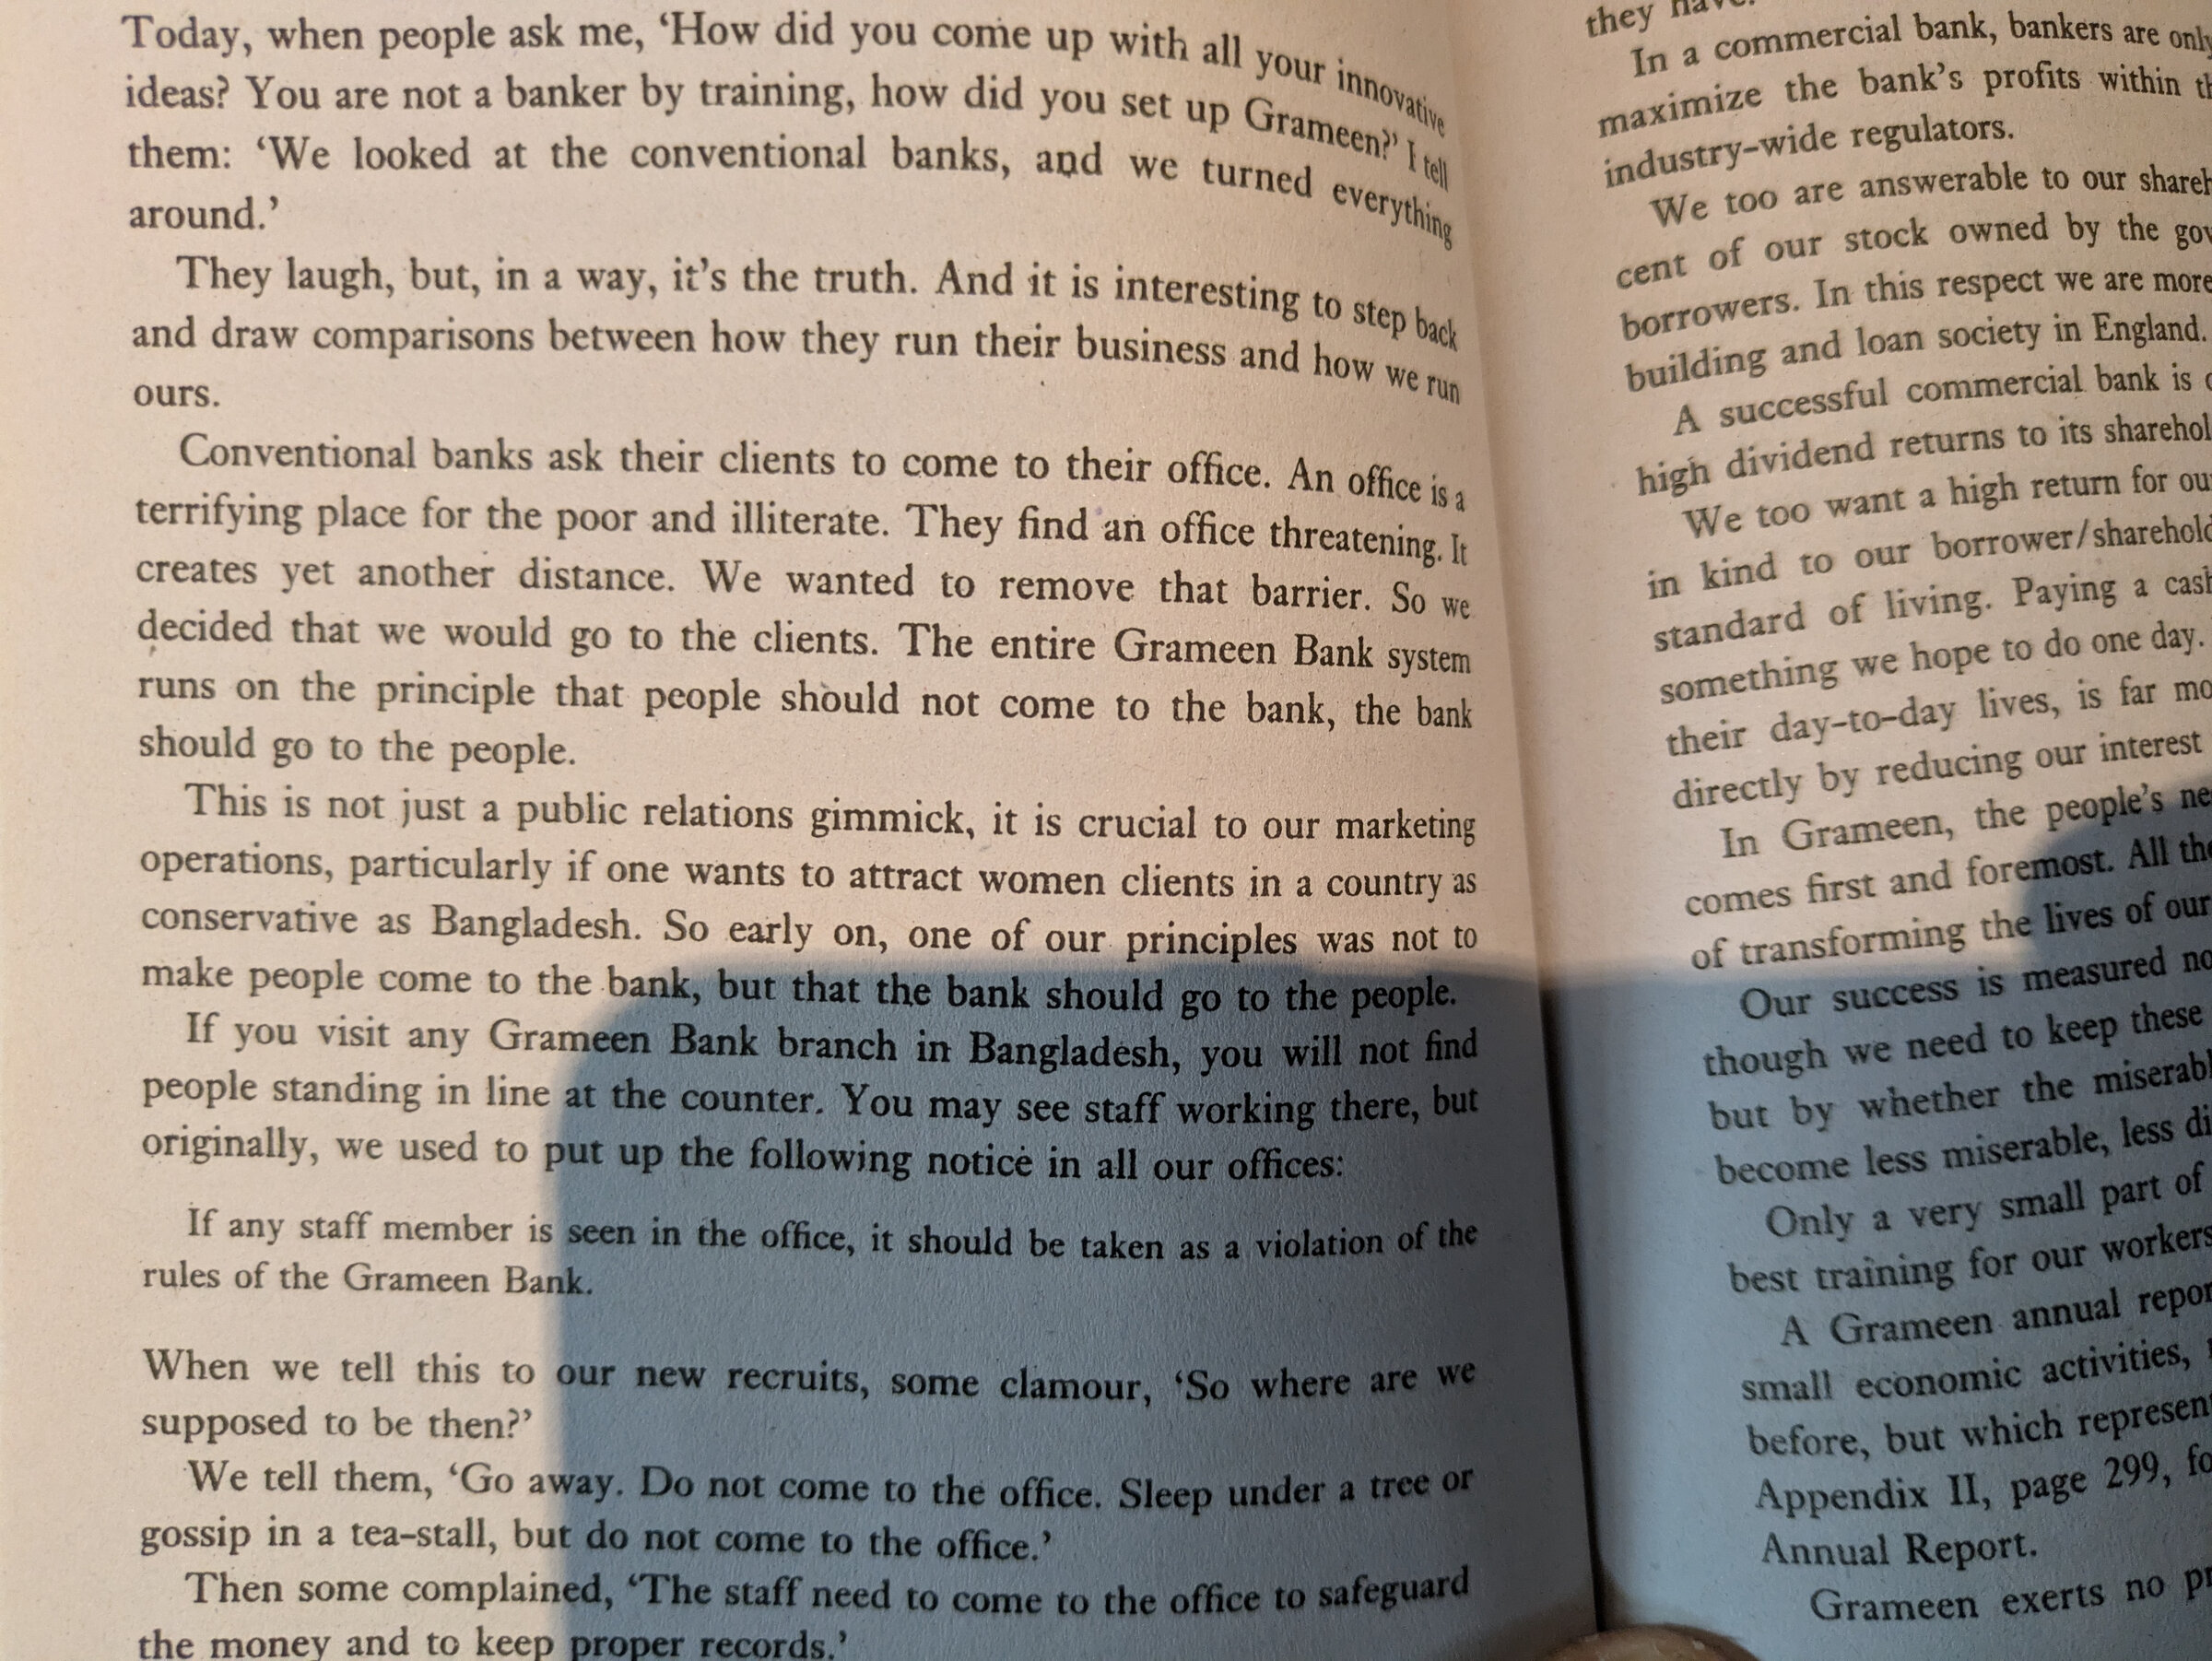 Today, when people ask me, ‘How did you come up with all your innovative
ideas? You are not a banker by training, how did you set up Grameen?’ I tell
them: ‘We looked at the conventional banks, and we turned everything
around.’
They laugh, but, in a way, it’s the truth. And it is interesting to step back
and draw comparisons between how they run their business and how we run
ours.
Conventional banks ask their clients to come to their office. An office is a
terrifying place for the poor and illiterate. They find an office threatening. It
creates yet another distance. We wanted to remove that barrier. So we
decided that we would go to the clients. The entire Grameen Bank system
runs on the principle that people should not come to the bank, the bank
should go to the people.
This is not just a public relations gimmick, it is crucial to our marketing
operations, particularly if one wants to attract women clients in a country as
conservative as Bangladesh. So early on, one of our principles was not to
make people come to the bank, but that the bank should go to the people.
If you visit any Grameen Bank branch in Bangladesh, you will not find
people standing in line at the counter. You may see staff working there, but
originally, we used to put up the following notice in all our offices:
If any staff member is seen in the office, it should be taken as a violation of the
rules of the Grameen Bank.
When we tell this to our new recruits, some clamour, ‘So where are we
supposed to be then?’
We tell them, ‘Go away. Do not come to the office. Sleep under a tree or
gossip in a tea-stall, but do not come to the office.’
Then some complained, ‘The staff need to come to the office to safeguard
the money and to keep proper records.’
they have.
In a commercial bank, bankers are only
maximize the bank’s profits within
industry-wide regulators.
We too are answerable to our
cent of our stock owned by the
borrowers. In this respect we are more
building and loan society in England.
A successful commercial bank is
high dividend returns to its
We too want a high return for
in kind to our
standard of living. Paying a
something we hope to do one day.
their day-to-day lives, is far
directly by reducing our interest
In Grameen, the people’s
comes first and foremost. All
of transforming the lives of our
Our success is measured
though we need to keep these
but by whether the
become less miserable, less
Only a very small part of
best training for our workers
A Grameen annual
small economic activities,
before, but which
Appendix II, page 299,
Annual Report.
Grameen exerts no